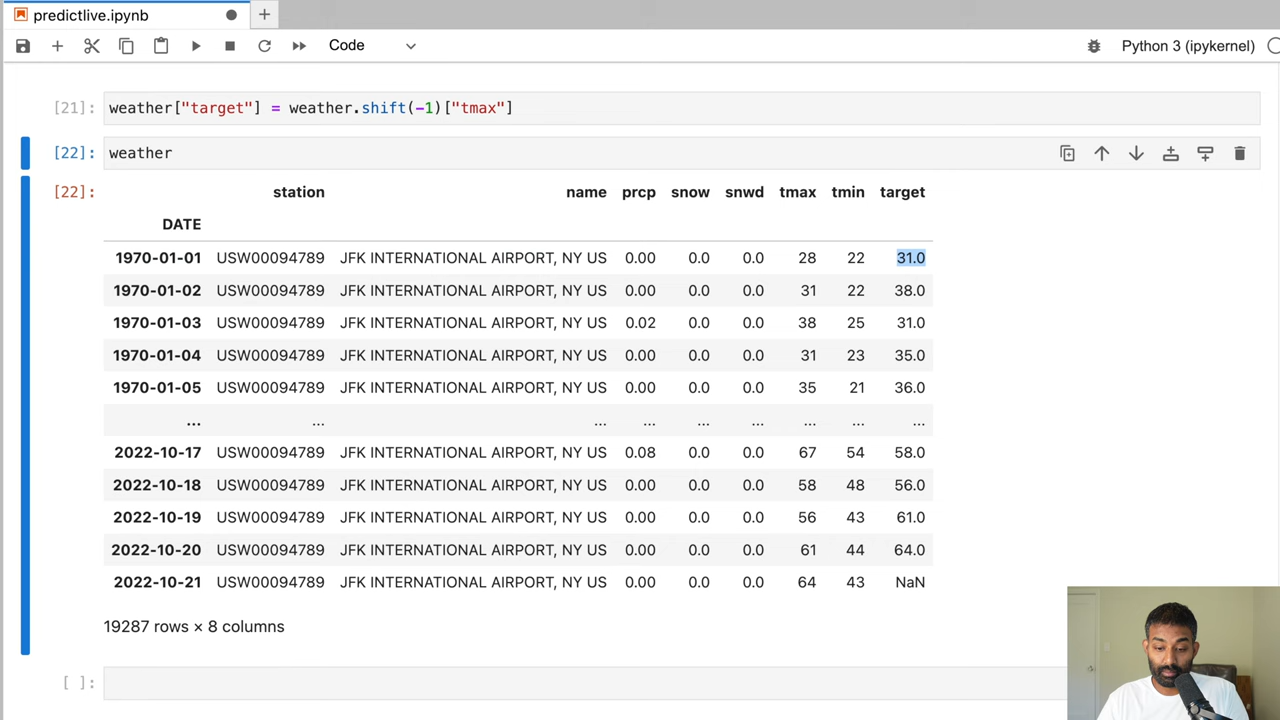 predictlive.ipynb
Code
Python 3 (ipykernel)
[21]: weather["target"] = weather.shift(-1)["tmax"]
[22]: weather
[22]: station name prcp snow snwd tmax tmin target
DATE
1970-01-01 USW00094789 JFK INTERNATIONAL AIRPORT, NY US 0.00 0.0 0.0 28 22 31.0
1970-01-02 USW00094789 JFK INTERNATIONAL AIRPORT, NY US 0.00 0.0 0.0 31 22 38.0
1970-01-03 USW00094789 JFK INTERNATIONAL AIRPORT, NY US 0.02 0.0 0.0 38 25 31.0
1970-01-04 USW00094789 JFK INTERNATIONAL AIRPORT, NY US 0.00 0.0 0.0 31 23 35.0
1970-01-05 USW00094789 JFK INTERNATIONAL AIRPORT, NY US 0.00 0.0 0.0 35 21 36.0
... ... ... ... ... ... ... ... ...
2022-10-17 USW00094789 JFK INTERNATIONAL AIRPORT, NY US 0.08 0.0 0.0 67 54 58.0
2022-10-18 USW00094789 JFK INTERNATIONAL AIRPORT, NY US 0.00 0.0 0.0 58 48 56.0
2022-10-19 USW00094789 JFK INTERNATIONAL AIRPORT, NY US 0.00 0.0 0.0 56 43 61.0
2022-10-20 USW00094789 JFK INTERNATIONAL AIRPORT, NY US 0.00 0.0 0.0 61 44 64.0
2022-10-21 USW00094789 JFK INTERNATIONAL AIRPORT, NY US 0.00 0.0 0.0 64 43 NaN
19287 rows × 8 columns
[ ]: